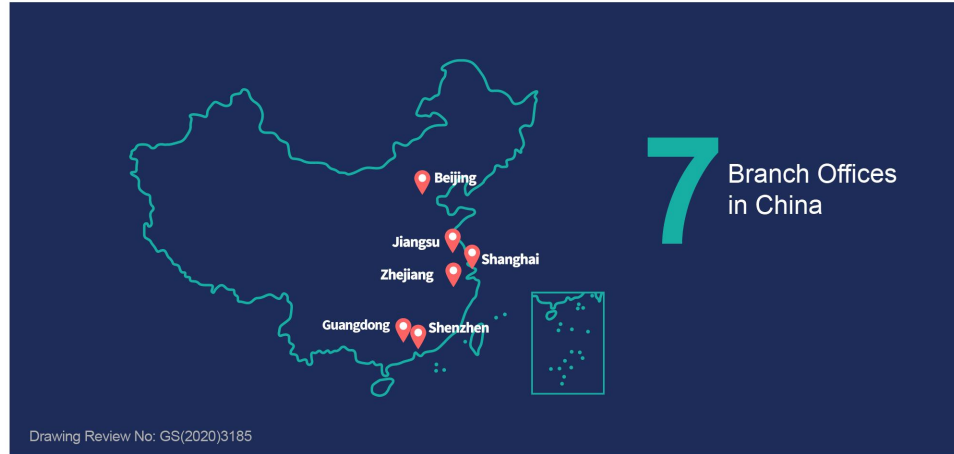 Beijing
Jiangsu
Shanghai
Zhejiang
Guangdong
Shenzhen
7
Branch Offices
in China
Drawing Review No: GS(2020)3185